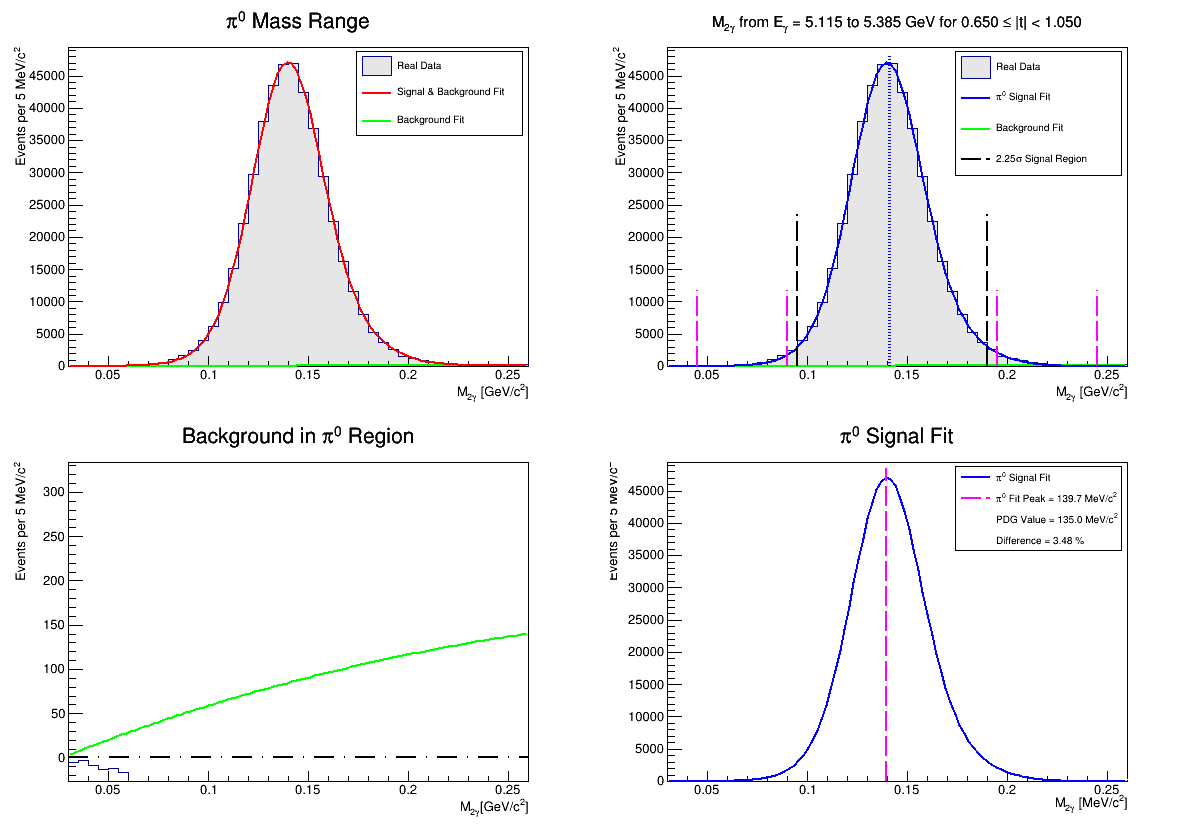 π⁰ Mass Range
Events per 5 MeV/c²
45000
40000
35000
30000
25000
20000
15000
10000
5000
0
Real Data
Signal & Background Fit
Background Fit
0.05
0.1
0.15
0.2
0.25
M₂γ [GeV/c²]
M₂γ from Eγ = 5.115 to 5.385 GeV for 0.650 ≤ |t| < 1.050
Events per 5 MeV/c²
45000
40000
35000
30000
25000
20000
15000
10000
5000
0
Real Data
π⁰ Signal Fit
Background Fit
2.25σ Signal Region
0.05
0.1
0.15
0.2
0.25
M₂γ [GeV/c²]
Background in π⁰ Region
Events per 5 MeV/c²
300
250
200
150
100
50
0
0.05
0.1
0.15
0.2
0.25
M₂γ[GeV/c²]
π⁰ Signal Fit
Events per 5 MeV/c²
45000
40000
35000
30000
25000
20000
15000
10000
5000
0
π⁰ Signal Fit
π⁰ Fit Peak = 139.7 MeV/c²
PDG Value = 135.0 MeV/c²
Difference = 3.48 %
0.05
0.1
0.15
0.2
0.25
M₂γ [MeV/c²]